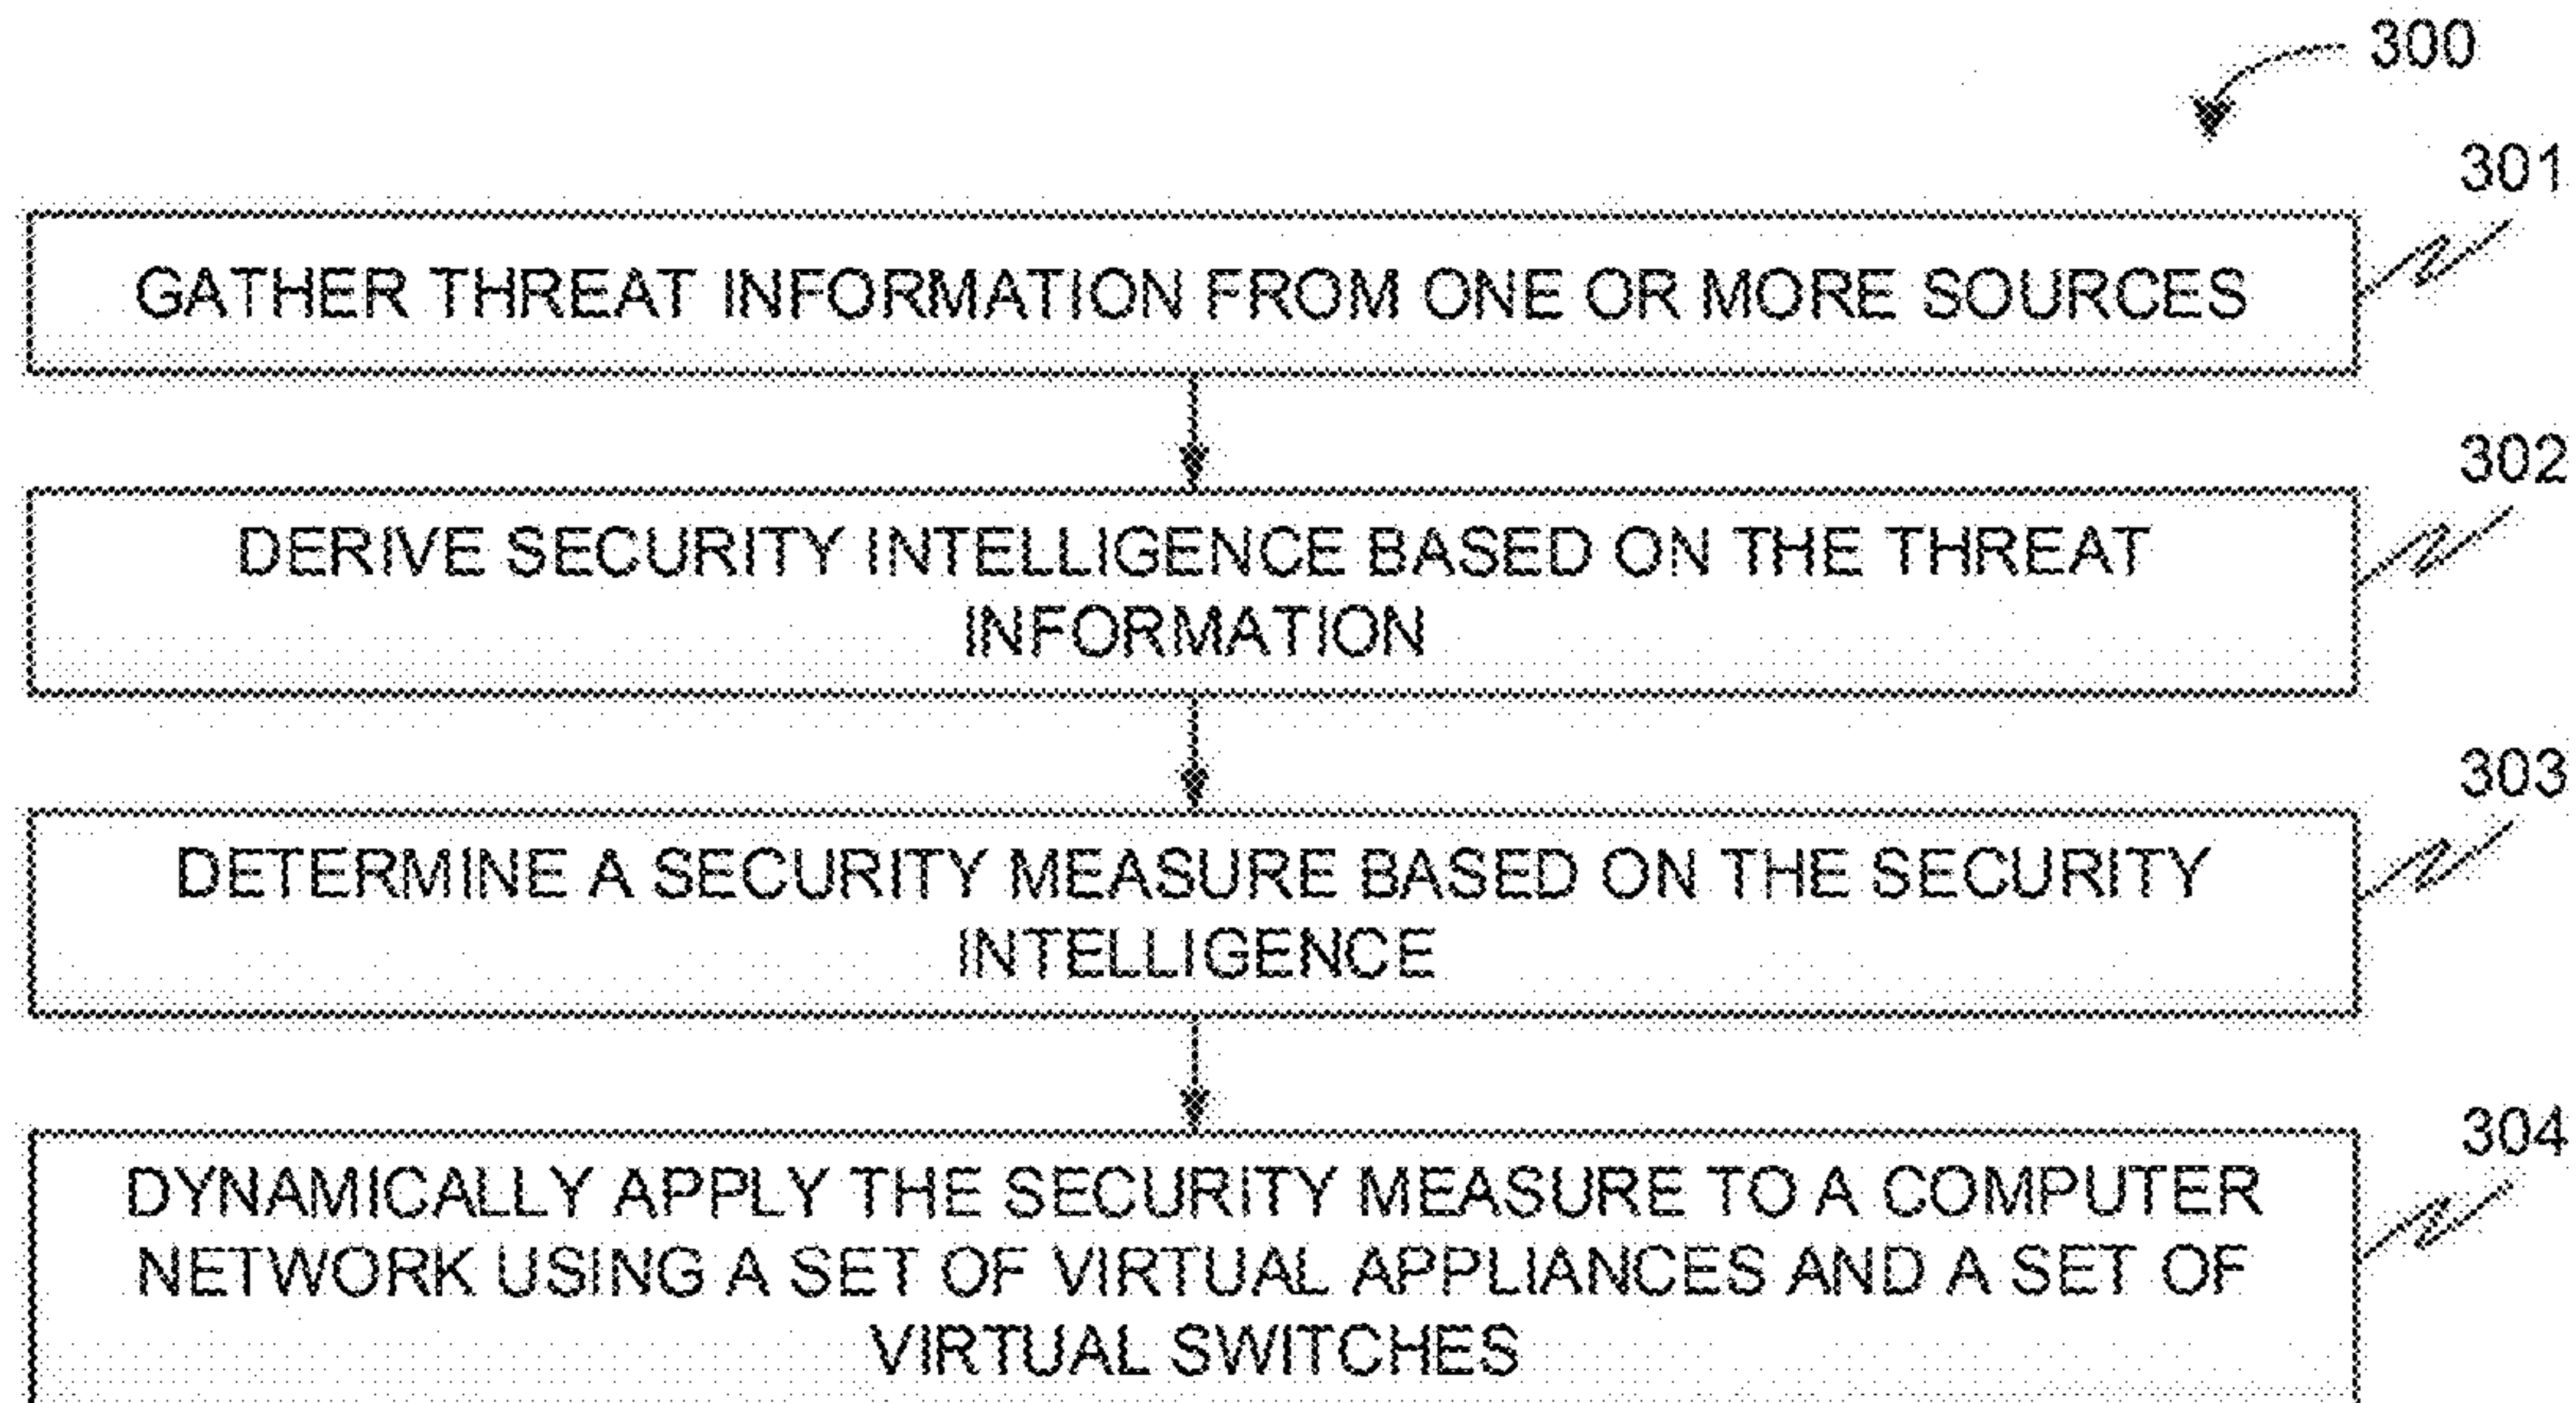 300
301
GATHER THREAT INFORMATION FROM ONE OR MORE SOURCES
302
DERIVE SECURITY INTELLIGENCE BASED ON THE THREAT
INFORMATION
303
DETERMINE A SECURITY MEASURE BASED ON THE SECURITY
INTELLIGENCE
304
DYNAMICALLY APPLY THE SECURITY MEASURE TO A COMPUTER
NETWORK USING A SET OF VIRTUAL APPLIANCES AND A SET OF
VIRTUAL SWITCHES